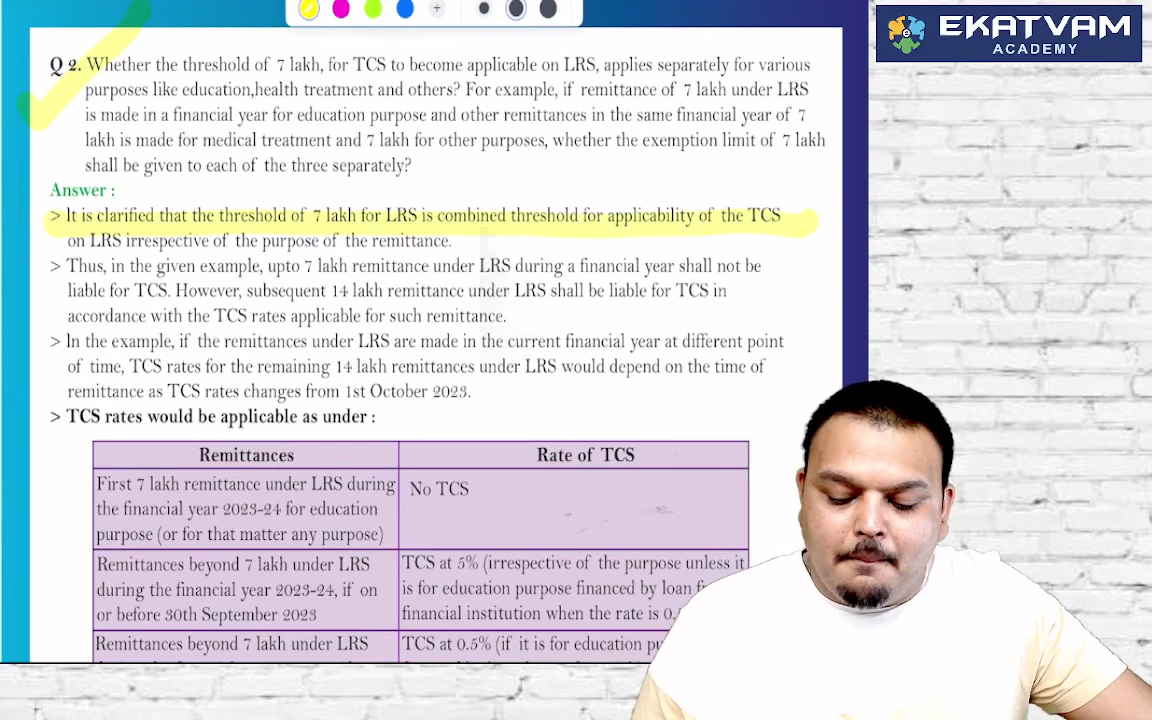 EKATVAM
ACADEMY
Q 2. Whether the threshold of 7 lakh, for TCS to become applicable on LRS, applies separately for various
purposes like education,health treatment and others? For example, if remittance of 7 lakh under LRS
is made in a financial year for education purpose and other remittances in the same financial year of 7
lakh is made for medical treatment and 7 lakh for other purposes, whether the exemption limit of 7 lakh
shall be given to each of the three separately?
Answer :
> It is clarified that the threshold of 7 lakh for LRS is combined threshold for applicability of the TCS
on LRS irrespective of the purpose of the remittance.
> Thus, in the given example, upto 7 lakh remittance under LRS during a financial year shall not be
liable for TCS. However, subsequent 14 lakh remittance under LRS shall be liable for TCS in
accordance with the TCS rates applicable for such remittance.
> In the example, if the remittances under LRS are made in the current financial year at different point
of time, TCS rates for the remaining 14 lakh remittances under LRS would depend on the time of
remittance as TCS rates changes from 1st October 2023.
> TCS rates would be applicable as under :
Remittances Rate of TCS
First 7 lakh remittance under LRS during
the financial year 2023-24 for education
purpose (or for that matter any purpose)
No TCS
Remittances beyond 7 lakh under LRS
during the financial year 2023-24, if on
or before 30th September 2023
TCS at 5% (irrespective of the purpose unless it
is for education purpose financed by loan
financial institution when the rate is
Remittances beyond 7 lakh under LRS
TCS at 0.5% (if it is for education